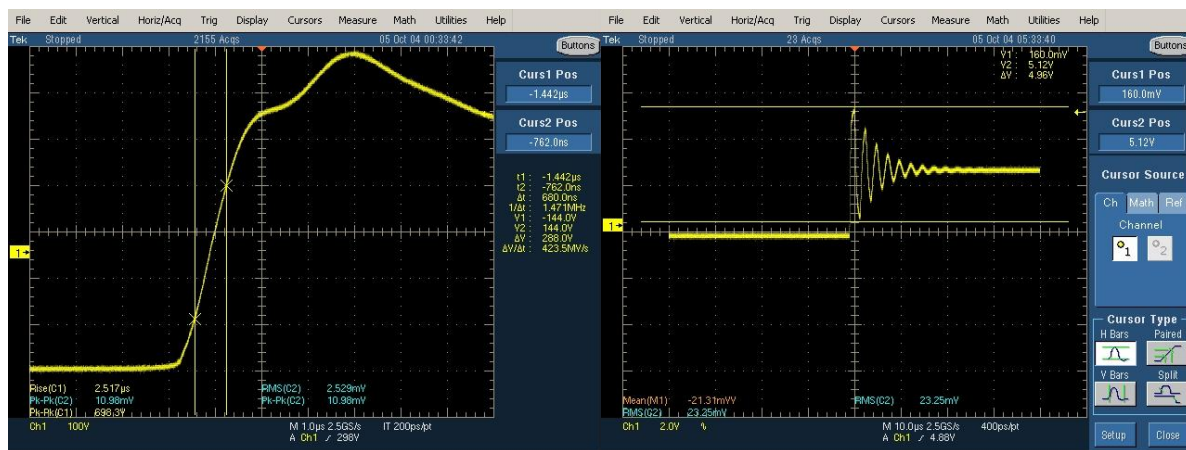 File Edit Vertical Horiz/Acq Trig Display Cursors Measure Math Utilities Help
Tek Stopped 2155 Acqs 05 Oct 04 00:33:42
Buttons
Curs1 Pos
-1.442µs
Curs2 Pos
-762.0ns
t1 : -1.442µs
t2 : -762.0ns
Δt : 680.0ns
1/Δt : 1.471MHz
V1 : -144.0V
V2 : 144.0V
ΔV : 288.0V
ΔV/Δt : 423.5MV/s
1
Rise(C1) 2.517µs RMS(C2) 2.529mV
Pk-Pk(C2) 10.98mV Pk-Pk(C2) 10.98mV
Pk-Pk(C1) 698.3V
Ch1 100V M 1.0µs 2.5GS/s IT 200ps/pt
A Ch1 298V
File Edit Vertical Horiz/Acq Trig Display Cursors Measure Math Utilities Help
Tek Stopped 23 Acqs 05 Oct 04 05:33:40
Buttons
V1 : 160.0mV
V2 : 5.12V
ΔV : 4.96V
Curs1 Pos
160.0mV
Curs2 Pos
5.12V
Cursor Source
Ch Math Ref
Channel
1 2
1
Cursor Type
H Bars Paired
V Bars Split
Setup Close
Mean(M1) -21.31mVV RMS(C2) 23.25mV
RMS(C2) 23.25mV
Ch1 2.0V M 10.0µs 2.5GS/s 400ps/pt
A Ch1 4.88V